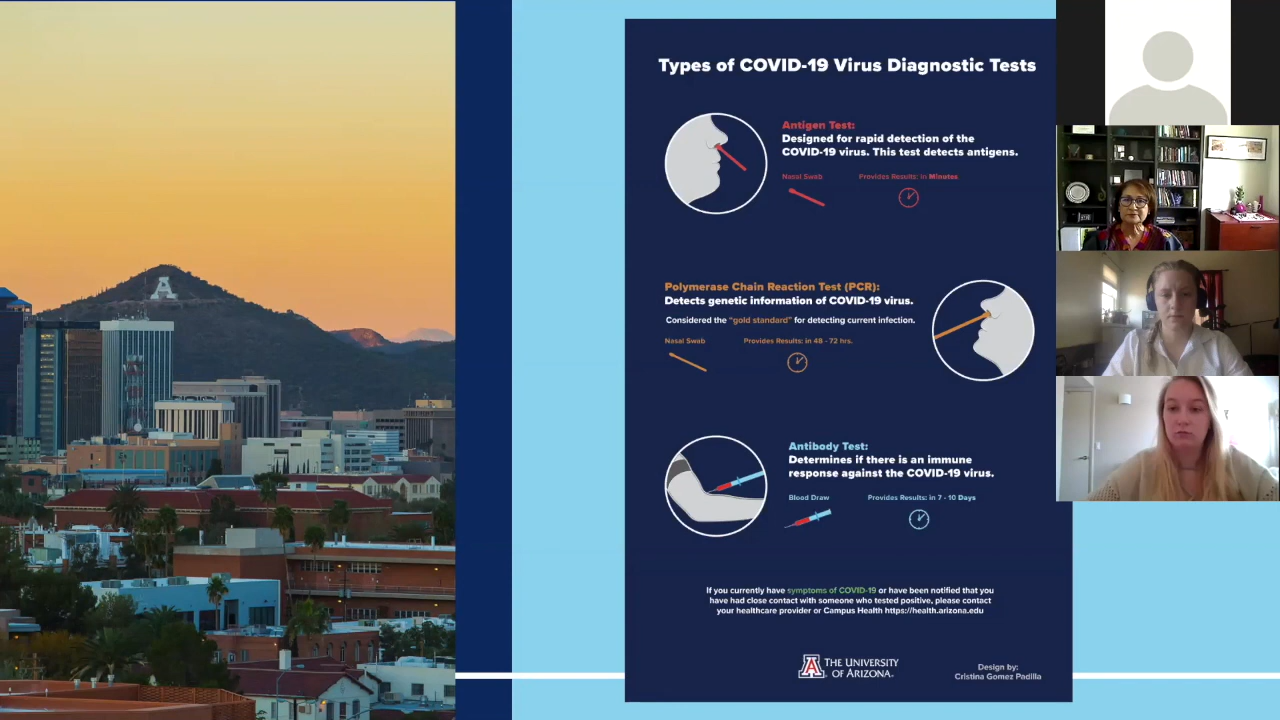 Types of COVID-19 Virus Diagnostic Tests
Antigen Test:
Designed for rapid detection of the
COVID-19 virus. This test detects antigens.
Nasal Swab
Provides Results: in Minutes
Polymerase Chain Reaction Test (PCR):
Detects genetic information of COVID-19 virus.
Considered the “gold standard” for detecting current infection.
Nasal Swab
Provides Results: in 48 - 72 hrs.
Antibody Test:
Determines if there is an immune
response against the COVID-19 virus.
Blood Draw
Provides Results: in 7 - 10 Days
If you currently have symptoms of COVID-19 or have been notified that you
have had close contact with someone who tested positive, please contact
your healthcare provider or Campus Health https://health.arizona.edu
A
THE UNIVERSITY
OF ARIZONA.
Design by:
Cristina Gomez Padilla
A